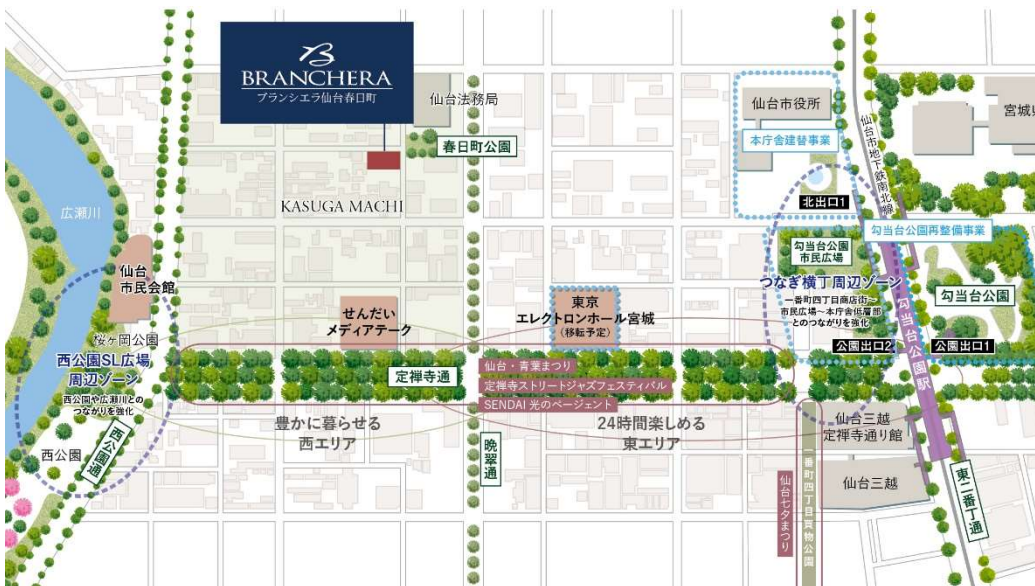 BRANCHERA
ブランシエラ仙台春日町
仙台法務局
春日町公園
KASUGA MACHI
仙台市役所
本庁舎建替事業
北出口1
仙台市地下鉄南北線
宮城県
勾当台公園再整備事業
勾当台公園
市民広場
つなぎ横丁周辺ゾーン
一番町四丁目商店街~
市民広場~本庁舎低層部
とのつながりを強化
勾当台公園
公園出口2
公園出口1
勾当台公園駅
広瀬川
仙台
市民会館
桜ヶ岡公園
西公園SL広場
周辺ゾーン
西公園や広瀬川との
つながりを強化
西公園
西公園通
せんだい
メディアテーク
東京
エレクトロンホール宮城
(移転予定)
定禅寺通
仙台・青葉まつり
定禅寺ストリートジャズフェスティバル
SENDAI 光のページェント
豊かに暮らせる
西エリア
24時間楽しめる
東エリア
晩翠通
仙台七夕まつり
一番町四丁目買物公園
仙台三越
定禅寺通り館
仙台三越
東二番丁通